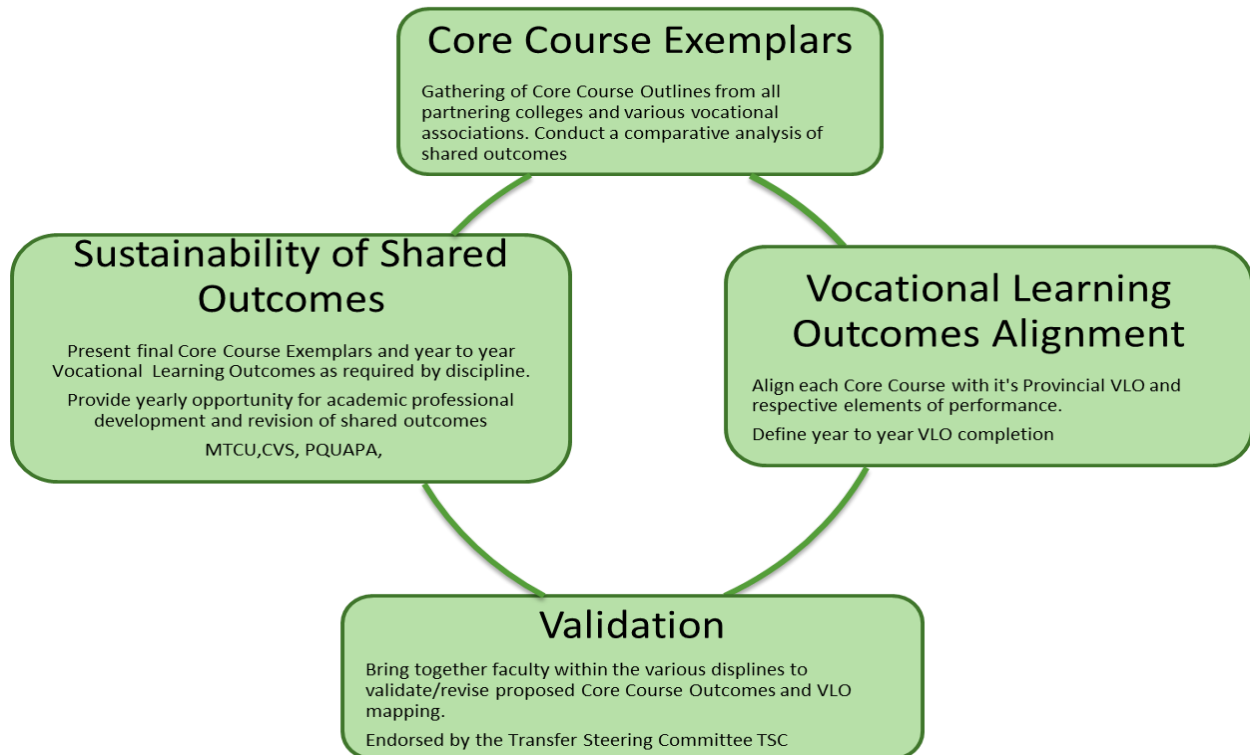 Core Course Exemplars
Gathering of Core Course Outlines from all
partnering colleges and various vocational
associations. Conduct a comparative analysis of
shared outcomes
Vocational Learning
Outcomes Alignment
Align each Core Course with it's Provincial VLO and
respective elements of performance.
Define year to year VLO completion
Validation
Bring together faculty within the various displines to
validate/revise proposed Core Course Outcomes and VLO
mapping.
Endorsed by the Transfer Steering Committee TSC
Sustainability of Shared
Outcomes
Present final Core Course Exemplars and year to year
Vocational Learning Outcomes as required by discipline.
Provide yearly opportunity for academic professional
development and revision of shared outcomes
MTCU,CVS, PQUAPA,